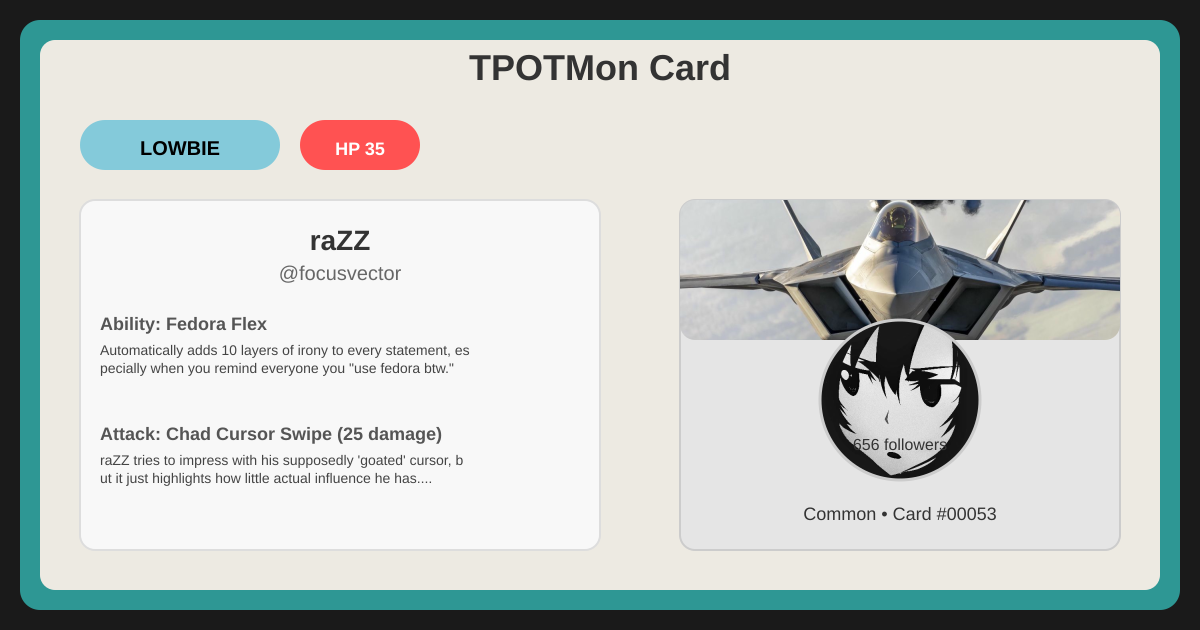 TPOTMon Card
LOWBIE
HP 35
raZZ
@focusvector
Ability: Fedora Flex
Automatically adds 10 layers of irony to every statement, es
pecially when you remind everyone you "use fedora btw."
Attack: Chad Cursor Swipe (25 damage)
raZZ tries to impress with his supposedly 'goated' cursor, b
ut it just highlights how little actual influence he has....
656 followers
Common • Card #00053